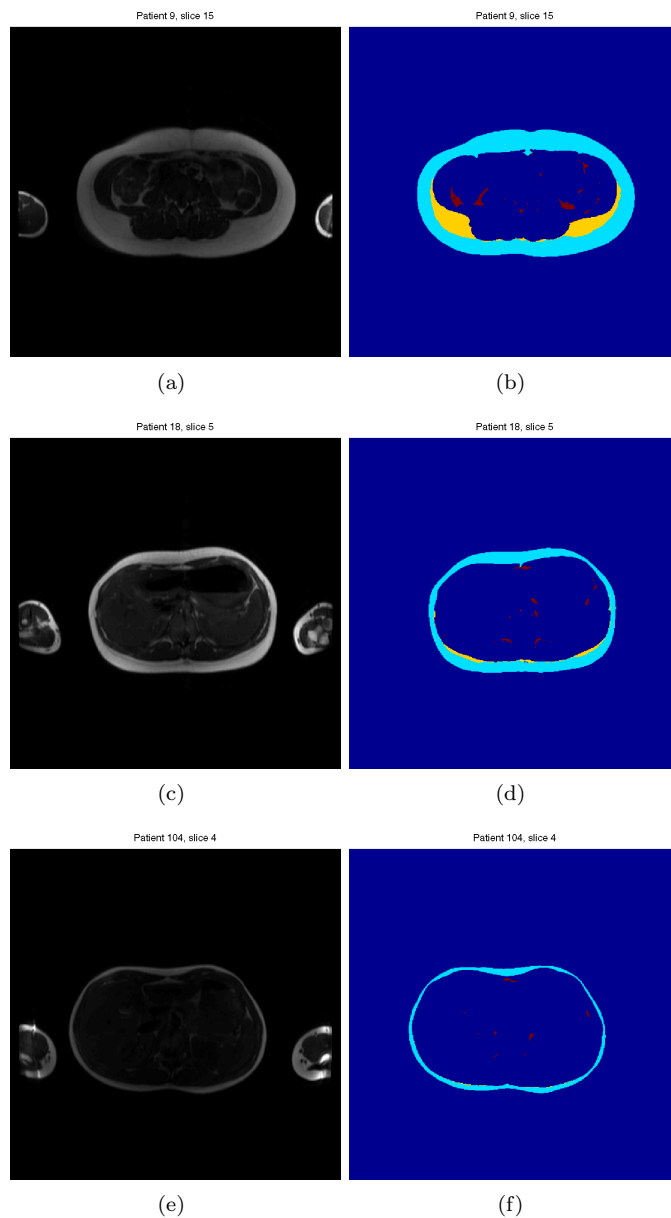 Patient 9, slice 15
Patient 9, slice 15
(a)
(b)
Patient 18, slice 5
Patient 18, slice 5
(c)
(d)
Patient 104, slice 4
Patient 104, slice 4
(e)
(f)